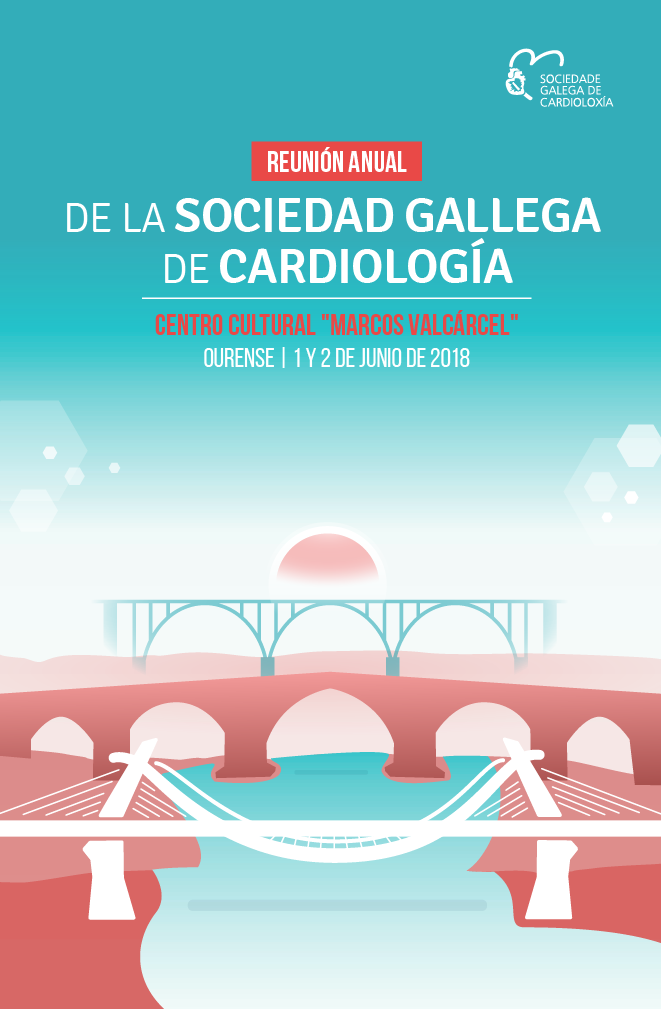 SOCIEDADE
GALEGA DE
CARDIOLOXÍA
REUNIÓN ANUAL
DE LA SOCIEDAD GALLEGA
DE CARDIOLOGÍA
CENTRO CULTURAL "MARCOS VALCÁRCEL"
OURENSE | 1 Y 2 DE JUNIO DE 2018